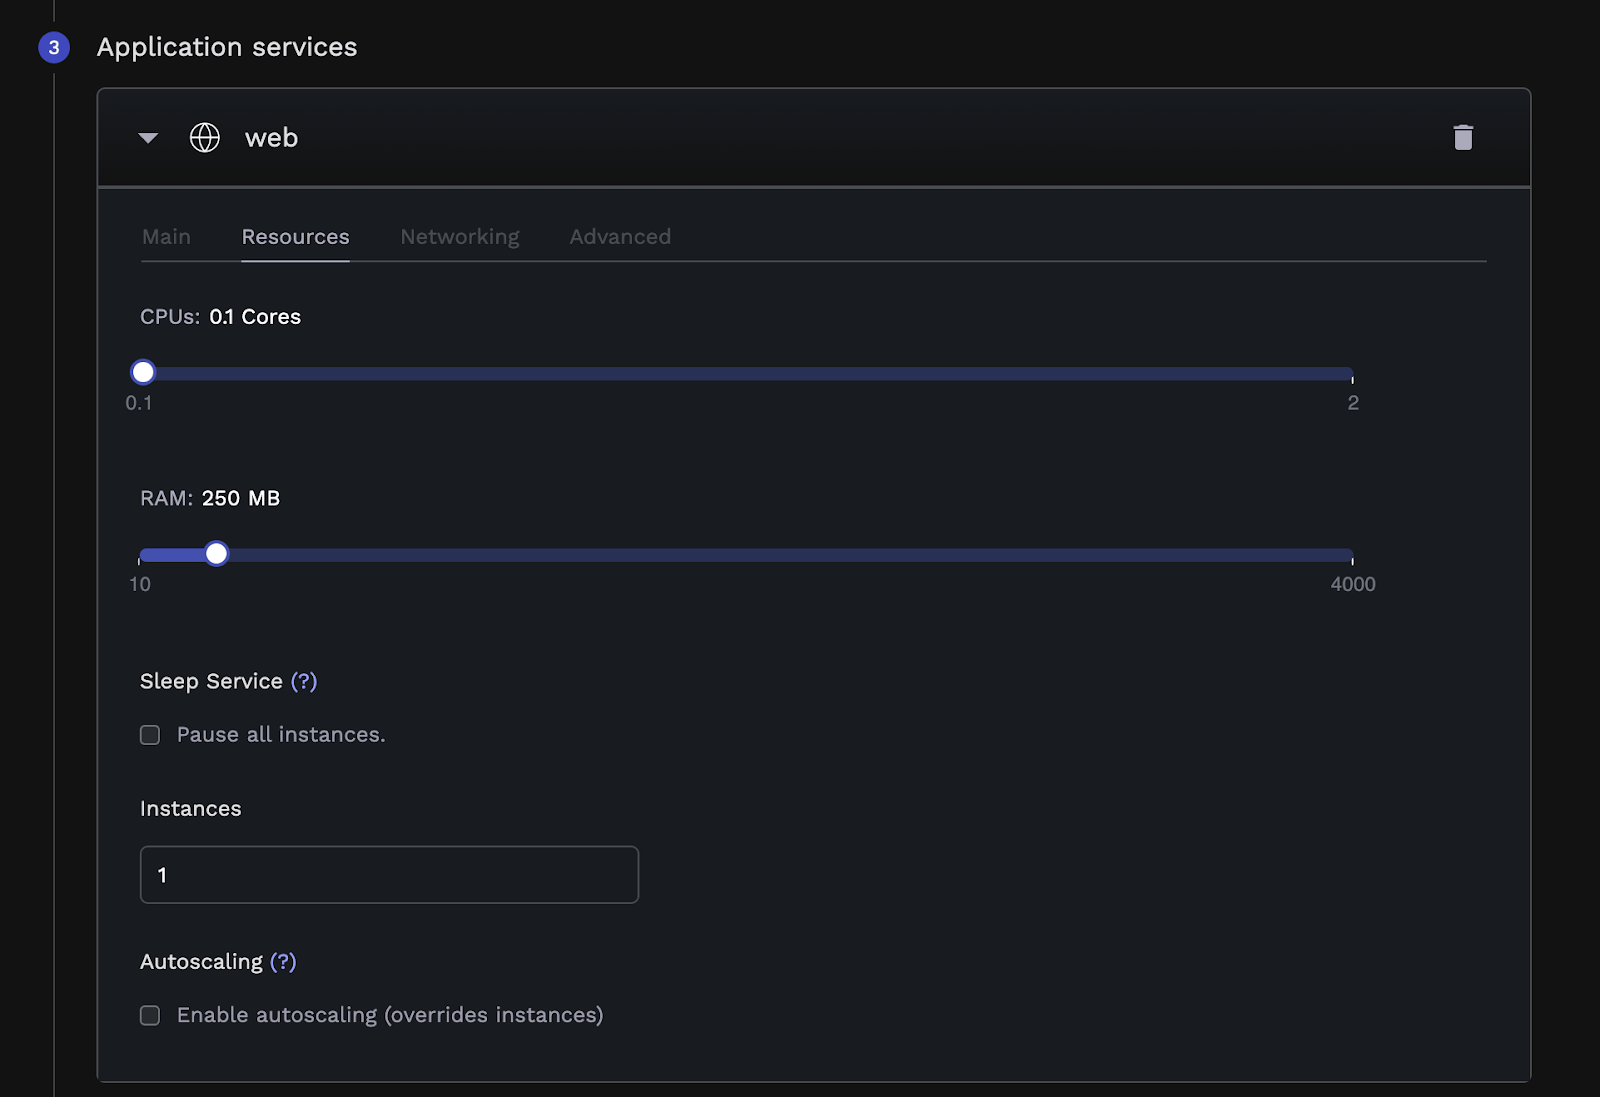 3 Application services
web
Main Resources Networking Advanced
CPUs: 0.1 Cores
0.1 2
RAM: 250 MB
10 4000
Sleep Service (?)
Pause all instances.
Instances
1
Autoscaling (?)
Enable autoscaling (overrides instances)